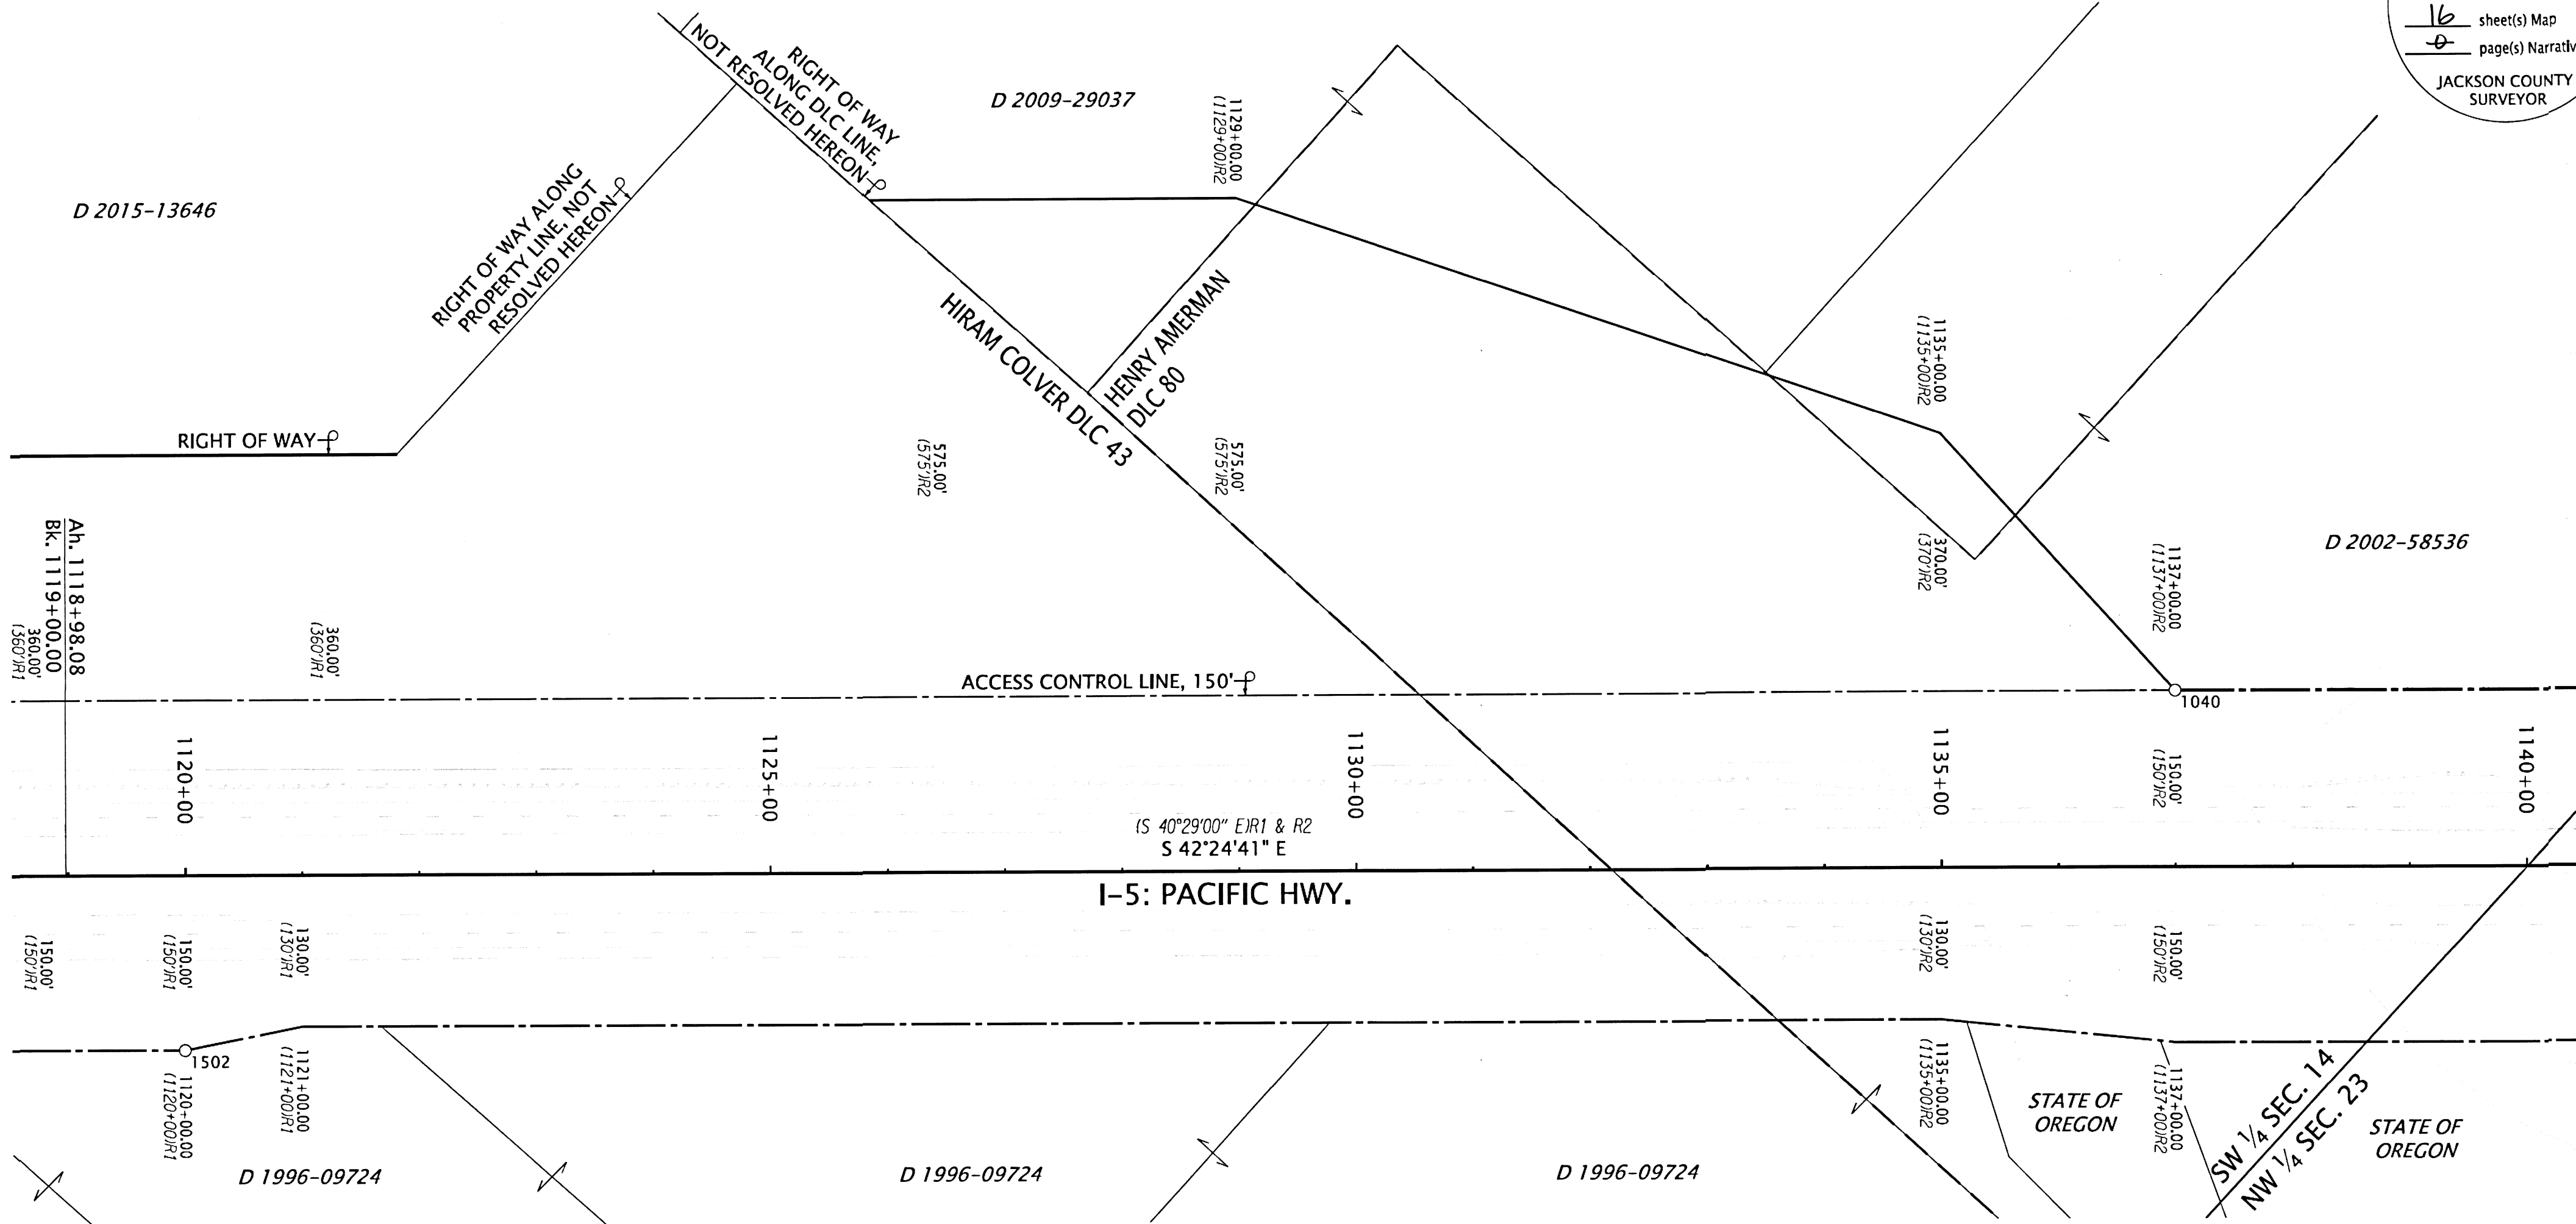 16 sheet(s) Map
0 page(s) Narrativ
JACKSON COUNTY
SURVEYOR
D 2015-13646
RIGHT OF WAY ALONG
PROPERTY LINE, NOT
RESOLVED HEREON
RIGHT OF WAY
ALONG DLC LINE,
NOT RESOLVED HEREON
D 2009-29037
1129+00.00
(1129+00)R2
HIRAM COLVER DLC 43
HENRY AMERMAN
DLC 80
RIGHT OF WAY
575.00'
(575')R2
575.00'
(575')R2
1135+00.00
(1135+00)R2
370.00'
(370')R2
1137+00.00
(1137+00)R2
D 2002-58536
Ah. 1118+98.08
Bk. 1119+00.00
360.00'
(360')R1
360.00'
(360')R1
ACCESS CONTROL LINE, 150'
1040
1120+00
1125+00
1130+00
1135+00
150.00'
(150')R2
1140+00
(S 40°29'00" E)R1 & R2
S 42°24'41" E
I-5: PACIFIC HWY.
150.00'
(150')R1
150.00'
(150')R1
130.00'
(130')R1
130.00'
(130')R2
150.00'
(150')R2
1502
1120+00.00
(1120+00)R1
1121+00.00
(1121+00)R1
1135+00.00
(1135+00)R2
1137+00.00
(1137+00)R2
D 1996-09724
D 1996-09724
D 1996-09724
STATE OF
OREGON
SW 1/4 SEC. 14
NW 1/4 SEC. 23
STATE OF
OREGON